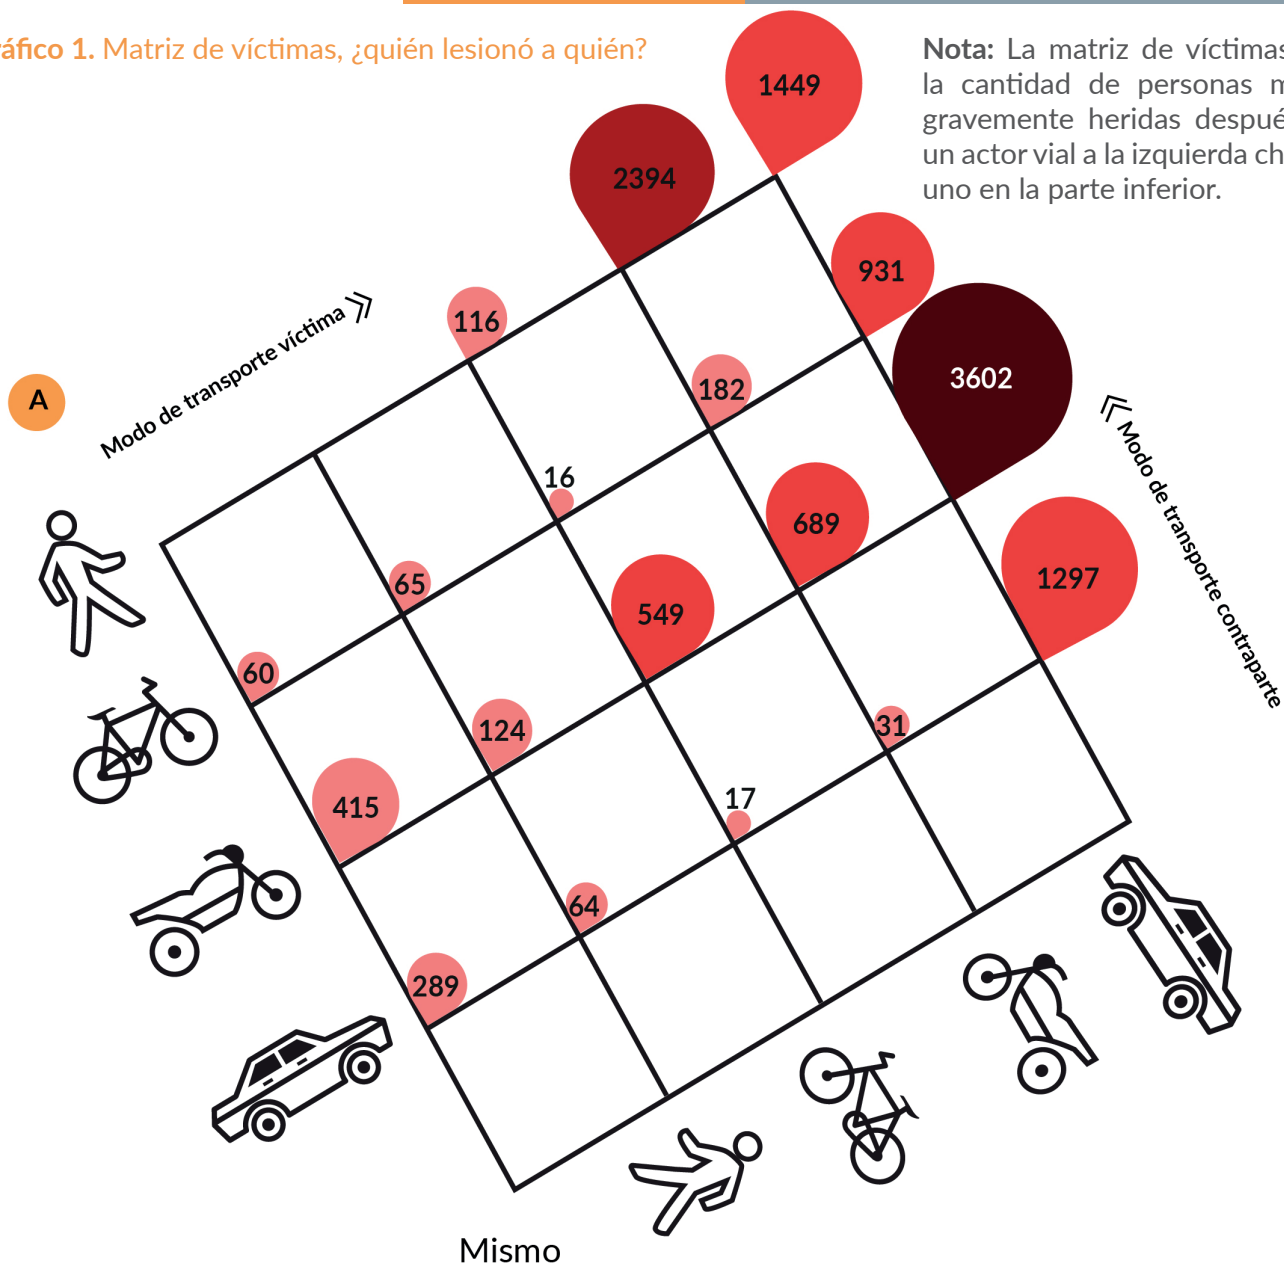 áfico 1. Matriz de víctimas, ¿quién lesionó a quién?
Nota: La matriz de víctimas
la cantidad de personas m
gravemente heridas despué
un actor vial a la izquierda ch
uno en la parte inferior.
1449
2394
931
116
3602
Modo de transporte víctima
182
A
Modo de transporte contraparte
16
689
65
549
1297
60
124
31
415
17
64
289
Mismo